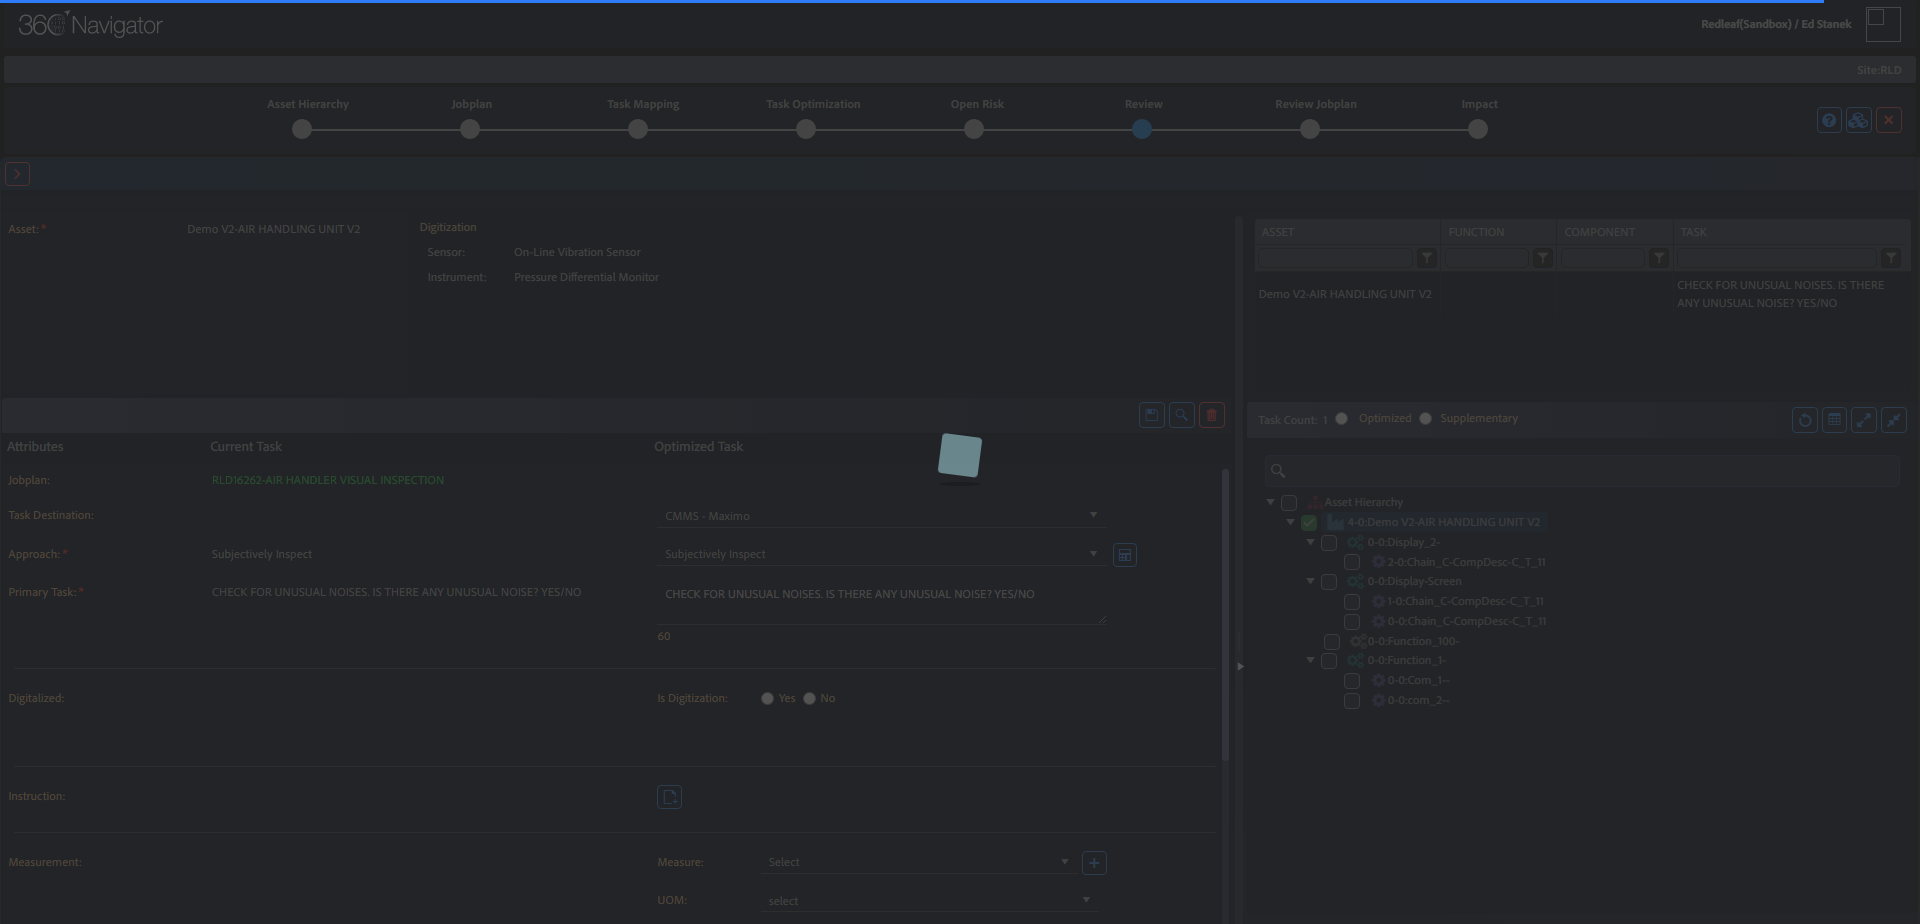 360 Navigator
Redleaf(Sandbox) / Ed Stanek
Site:RLD
Asset Hierarchy
Jobplan
Task Mapping
Task Optimization
Open Risk
Review
Review Jobplan
Impact
Asset:*
Demo V2-AIR HANDLING UNIT V2
Digitization
Sensor:
On-Line Vibration Sensor
Instrument:
Pressure Differential Monitor
ASSET
FUNCTION
COMPONENT
TASK
Demo V2-AIR HANDLING UNIT V2
CHECK FOR UNUSUAL NOISES. IS THERE
ANY UNUSUAL NOISE? YES/NO
Attributes
Current Task
Optimized Task
Jobplan:
RLD16262-AIR HANDLER VISUAL INSPECTION
Task Destination:
CMMS - Maximo
Approach:*
Subjectively Inspect
Subjectively Inspect
Primary Task:*
CHECK FOR UNUSUAL NOISES. IS THERE ANY UNUSUAL NOISE? YES/NO
CHECK FOR UNUSUAL NOISES. IS THERE ANY UNUSUAL NOISE? YES/NO
60
Digitalized:
Is Digitization:
Yes
No
Instruction:
Measurement:
Measure:
Select
UOM:
select
Task Count: 1
Optimized
Supplementary
Asset Hierarchy
4-0:Demo V2-AIR HANDLING UNIT V2
0-0:Display_2-
2-0:Chain_C-CompDesc-C_T_11
0-0:Display-Screen
1-0:Chain_C-CompDesc-C_T_11
0-0:Chain_C-CompDesc-C_T_11
0-0:Function_100-
0-0:Function_1-
0-0:Com_1--
0-0:com_2--